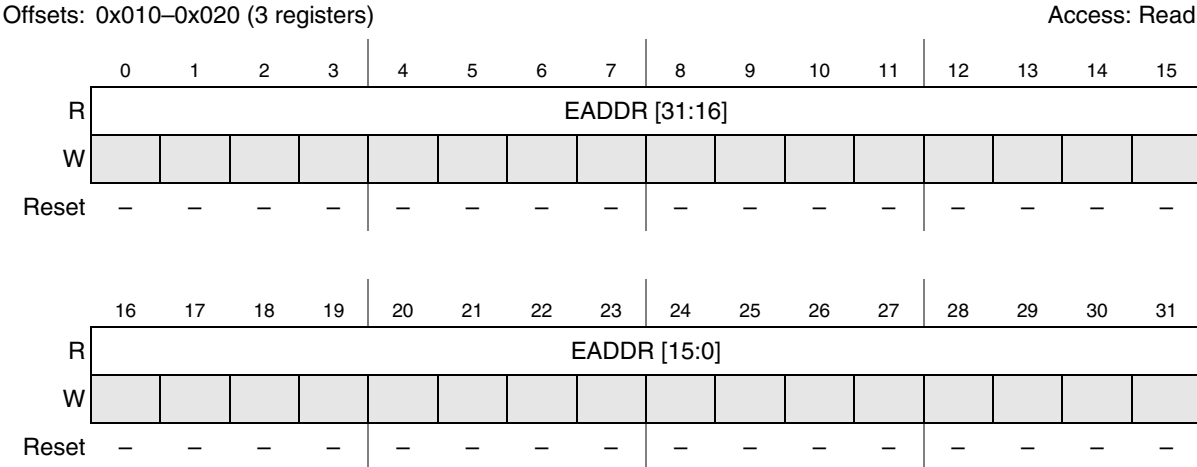 Offsets: 0x010–0x020 (3 registers) Access: Read
0 1 2 3 4 5 6 7 8 9 10 11 12 13 14 15
R EADDR [31:16]
W
Reset – – – – – – – – – – – – – – – –
16 17 18 19 20 21 22 23 24 25 26 27 28 29 30 31
R EADDR [15:0]
W
Reset – – – – – – – – – – – – – – – –